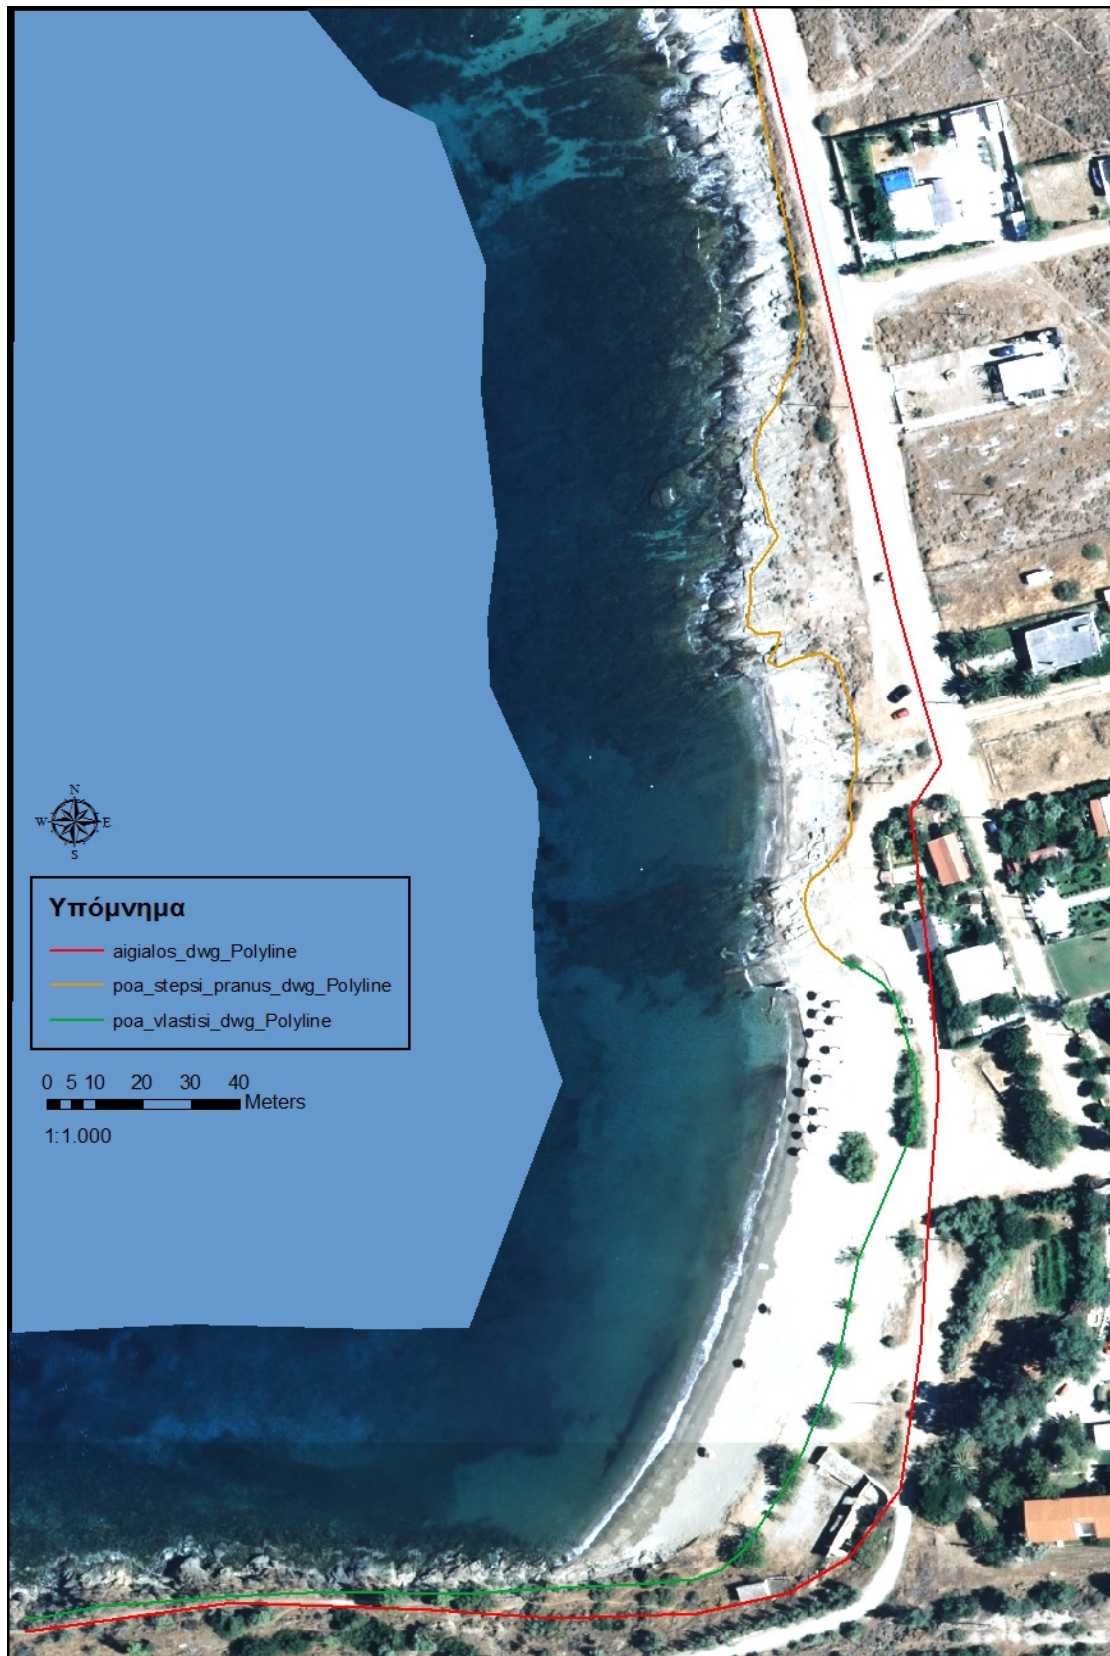 N
W E
S
Υπόμνημα
aigialos_dwg_Polyline
poa_stepsi_pranus_dwg_Polyline
poa_vlastisi_dwg_Polyline
0 5 10 20 30 40
Meters
1:1.000